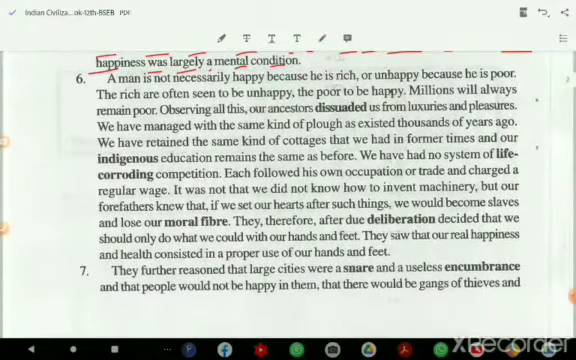 Indian Civiliza...ok-12th-BSEB PDF
happiness was largely a mental condition.
6. A man is not necessarily happy because he is rich, or unhappy because he is poor.
The rich are often seen to be unhappy, the poor to be happy. Millions will always
remain poor. Observing all this, our ancestors dissuaded us from luxuries and pleasures.
We have managed with the same kind of plough as existed thousands of years ago.
We have retained the same kind of cottages that we had in former times and our
indigenous education remains the same as before. We have had no system of life-
corroding competition. Each followed his own occupation or trade and charged a
regular wage. It was not that we did not know how to invent machinery, but our
forefathers knew that, if we set our hearts after such things, we would become slaves
and lose our moral fibre. They, therefore, after due deliberation decided that we
should only do what we could with our hands and feet. They saw that our real happiness
and health consisted in a proper use of our hands and feet.
7. They further reasoned that large cities were a snare and a useless encumbrance
and that people would not be happy in them, that there would be gangs of thieves and
XRecorder